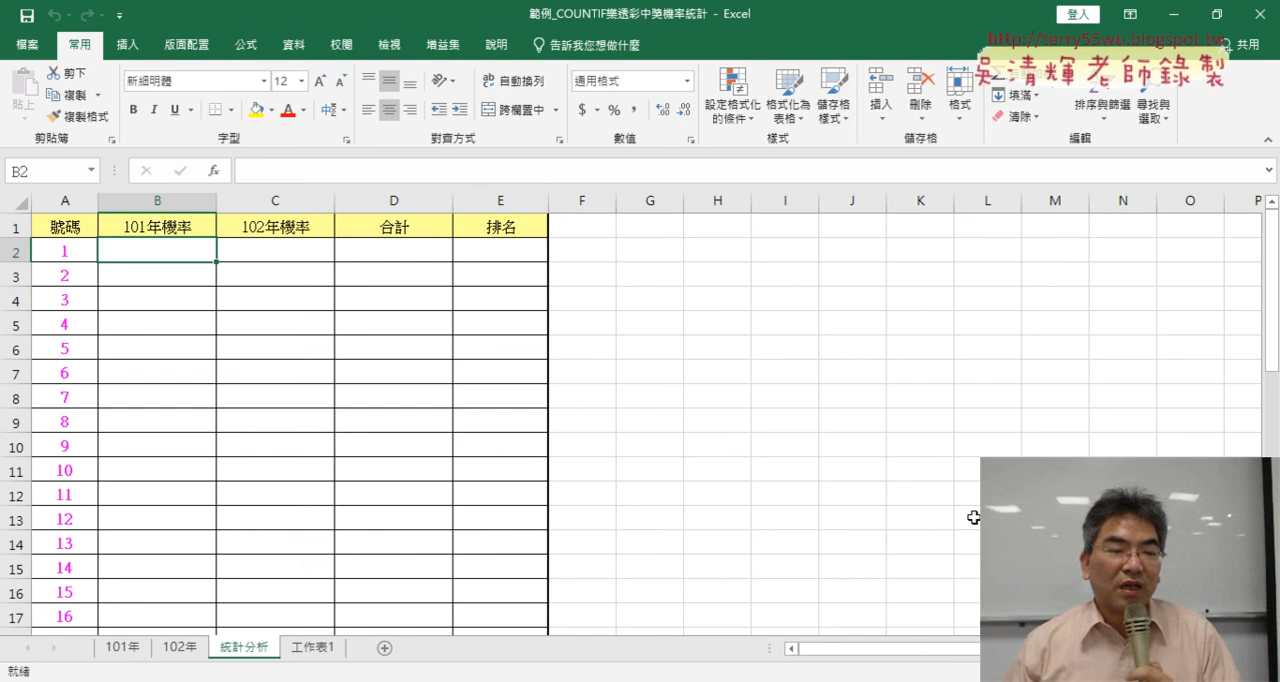 範例_COUNTIF樂透彩中獎機率統計 - Excel
登入
檔案 常用 插入 版面配置 公式 資料 校閱 檢視 增益集 說明 告訴我您想做什麼 共用
http://terry55wu.blogspot.tw
吳清輝老師錄製
貼上 剪下 複製 複製格式 剪貼簿
新細明體 12 B I U 中 字型
自動換列 跨欄置中 對齊方式
通用格式 $ % 數值
設定格式化的條件 格式化為表格 儲存格樣式 樣式
插入 刪除 格式 儲存格
填滿 清除 排序與篩選 尋找與選取 編輯
B2 fx
A B C D E F G H I J K L M N O P
1 號碼 101年機率 102年機率 合計 排名
2 1
3 2
4 3
5 4
6 5
7 6
8 7
9 8
10 9
11 10
12 11
13 12
14 13
15 14
16 15
17 16
101年 102年 統計分析 工作表1
就緒